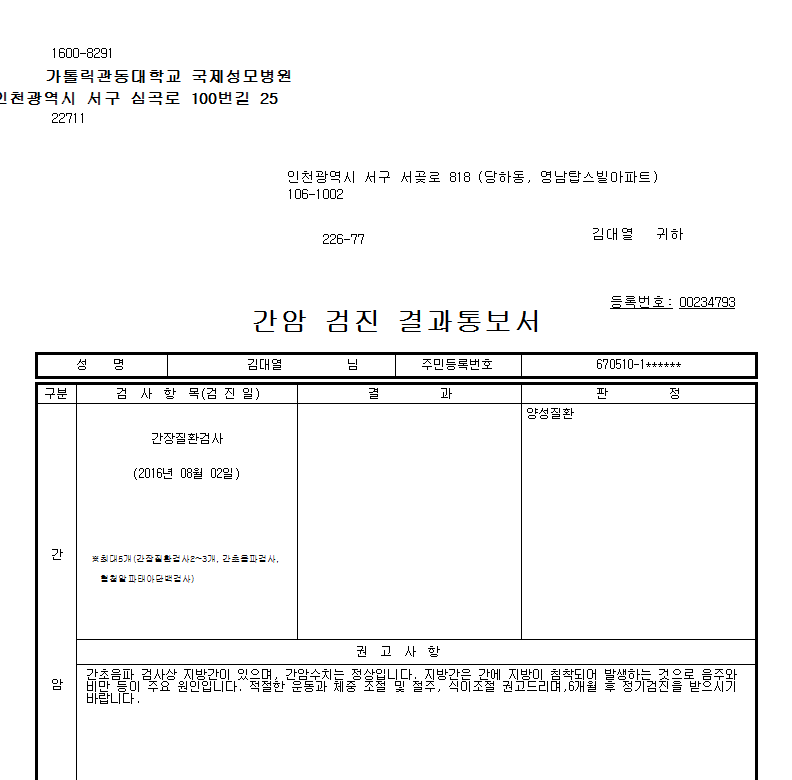 1600-8291
가톨릭관동대학교 국제성모병원
인천광역시 서구 심곡로 100번길 25
22711
인천광역시 서구 서곶로 818 (당하동, 영남탑스빌아파트)
106-1002
226-77
김대열 귀하
등록번호: 00234793
간암 검진 결과통보서
성 명 김대열 님 주민등록번호 670510-1******
구분 검 사 항 목(검 진 일) 결 과 판 정
양성질환
간장질환검사
(2016년 08월 02일)
간
※최대5개(간장질환검사2~3개, 간초음파검사,
혈청알파태아단백검사)
권 고 사 항
간초음파 검사상 지방간이 있으며, 간암수치는 정상입니다. 지방간은 간에 지방이 침착되어 발생하는 것으로 음주와
암
비만 등이 주요 원인입니다. 적절한 운동과 체중 조절 및 절주, 식이조절 권고드리며,6개월 후 정기검진을 받으시기
바랍니다.